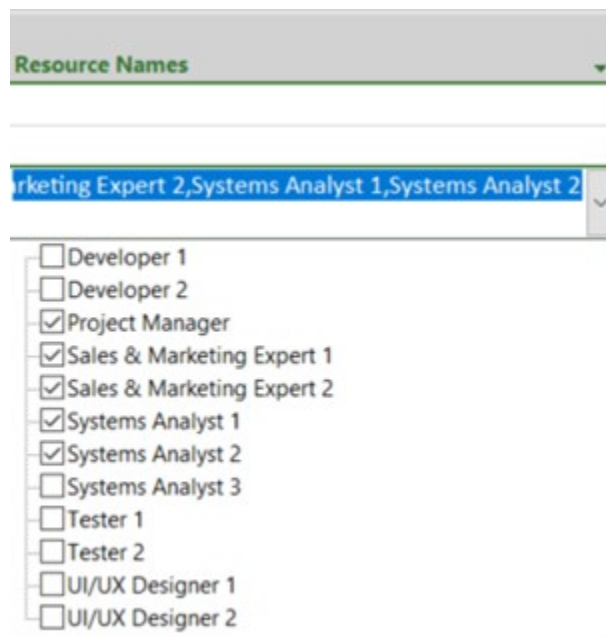 Resource Names
rketing Expert 2,Systems Analyst 1,Systems Analyst 2
Developer 1
Developer 2
Project Manager
Sales & Marketing Expert 1
Sales & Marketing Expert 2
Systems Analyst 1
Systems Analyst 2
Systems Analyst 3
Tester 1
Tester 2
UI/UX Designer 1
UI/UX Designer 2